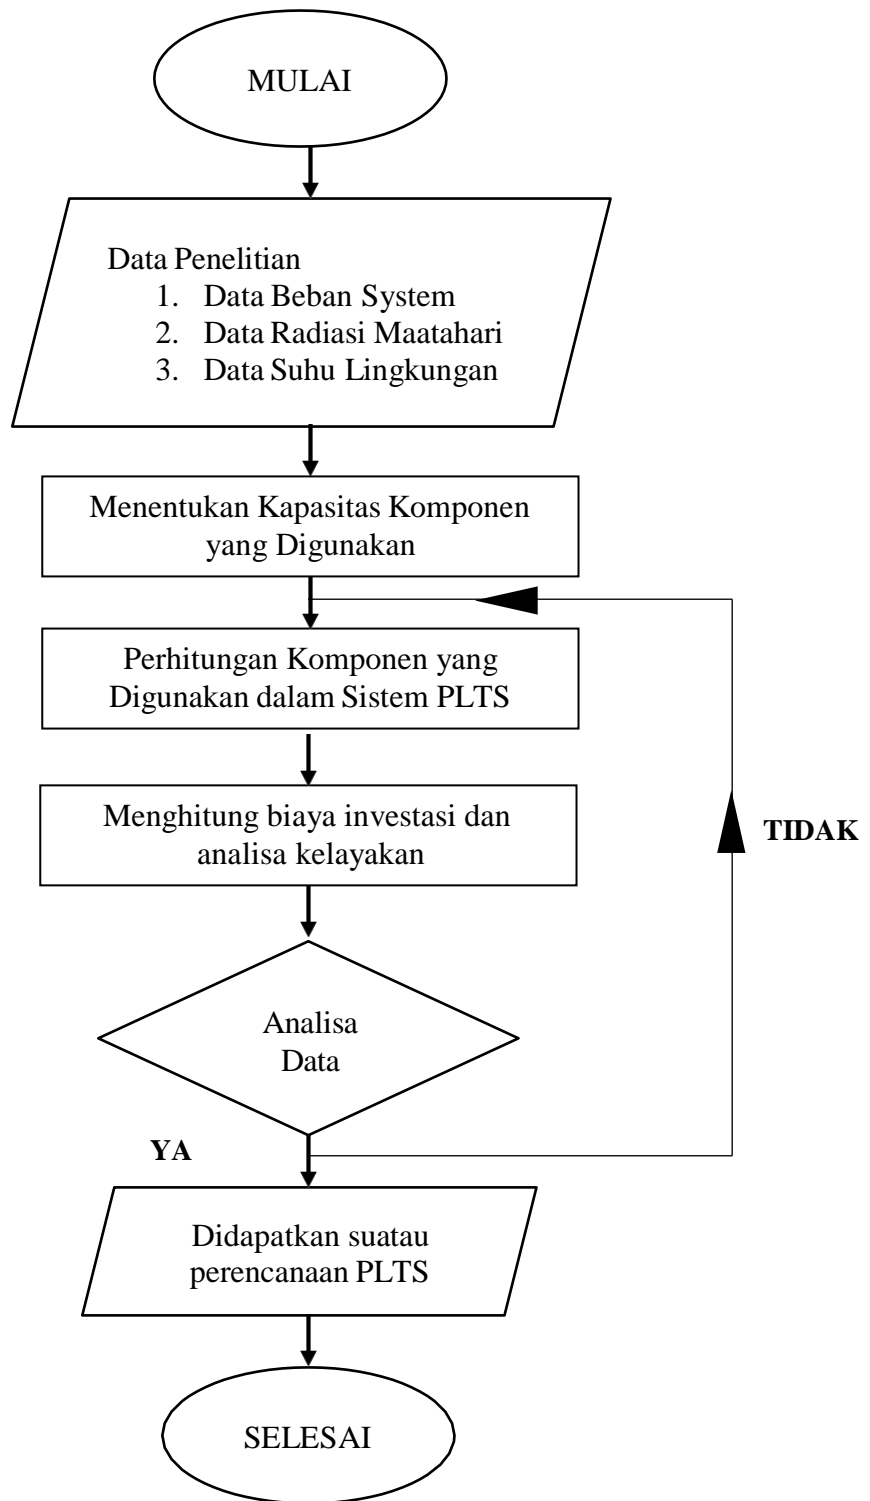 MULAI
Data Penelitian
1. Data Beban System
2. Data Radiasi Maatahari
3. Data Suhu Lingkungan
Menentukan Kapasitas Komponen
yang Digunakan
Perhitungan Komponen yang
Digunakan dalam Sistem PLTS
Menghitung biaya investasi dan
analisa kelayakan
TIDAK
Analisa
Data
YA
Didapatkan suatau
perencanaan PLTS
SELESAI